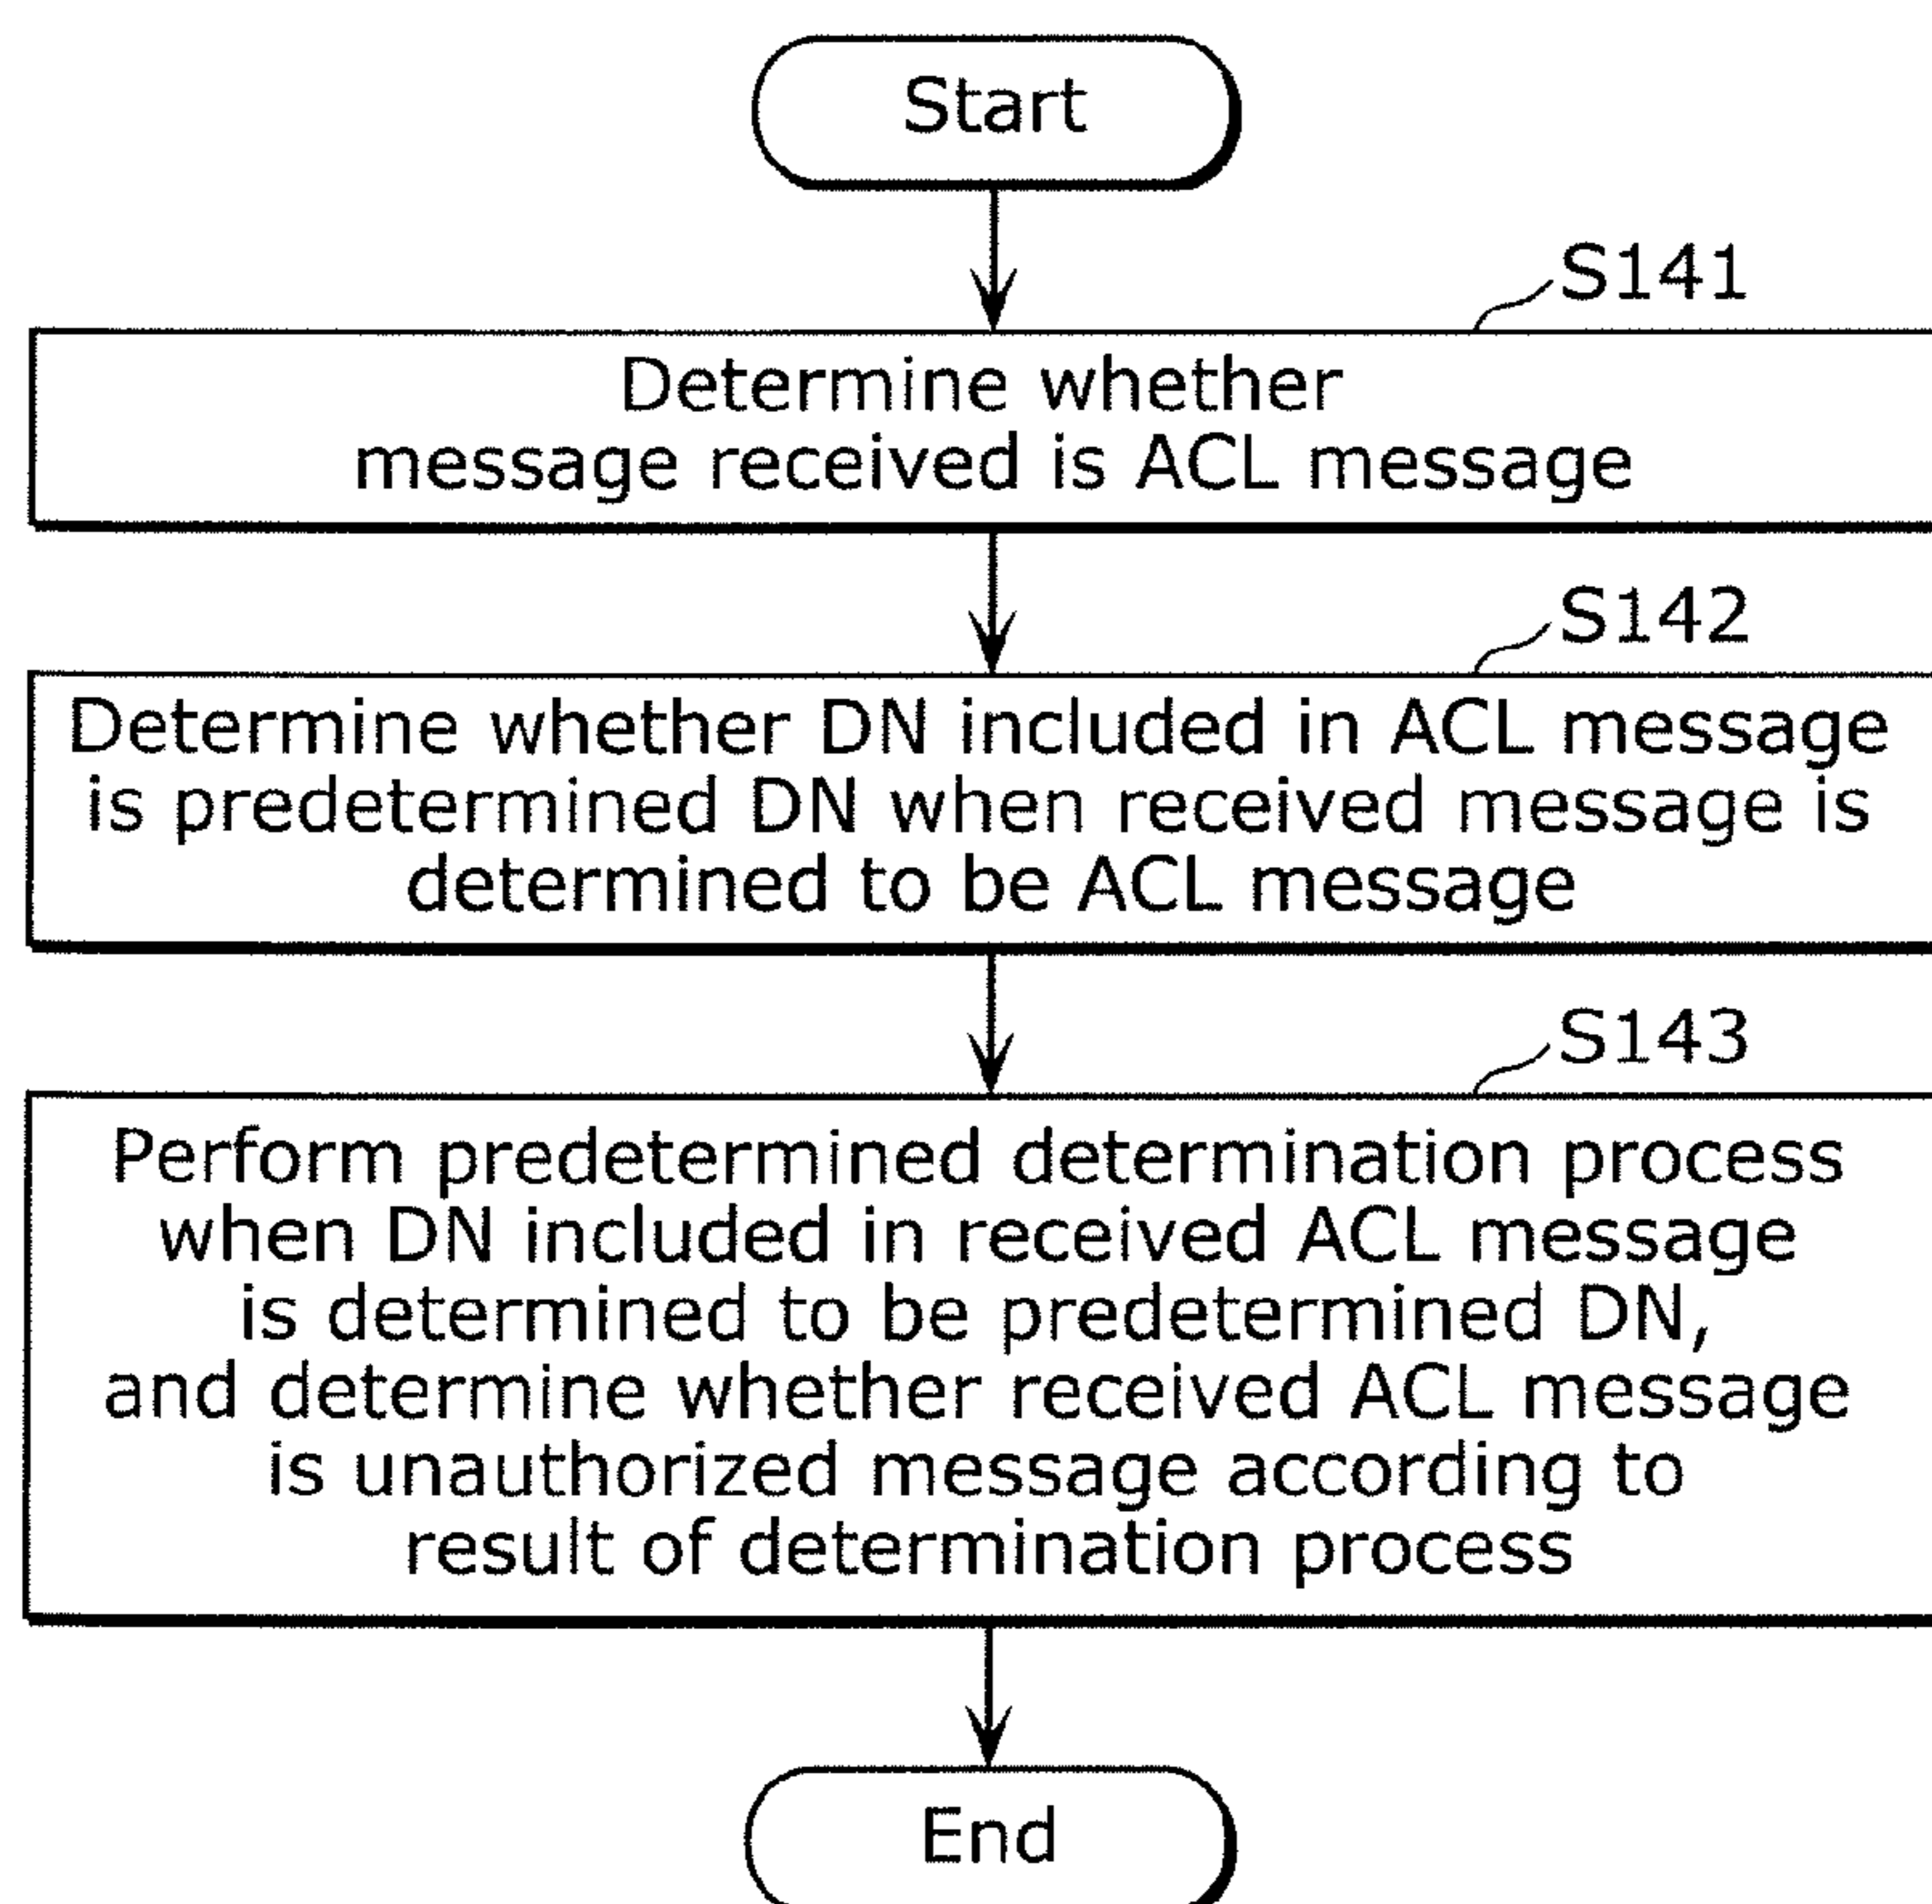 Start
S141
Determine whether
message received is ACL message
S142
Determine whether DN included in ACL message
is predetermined DN when received message is
determined to be ACL message
S143
Perform predetermined determination process
when DN included in received ACL message
is determined to be predetermined DN,
and determine whether received ACL message
is unauthorized message according to
result of determination process
End